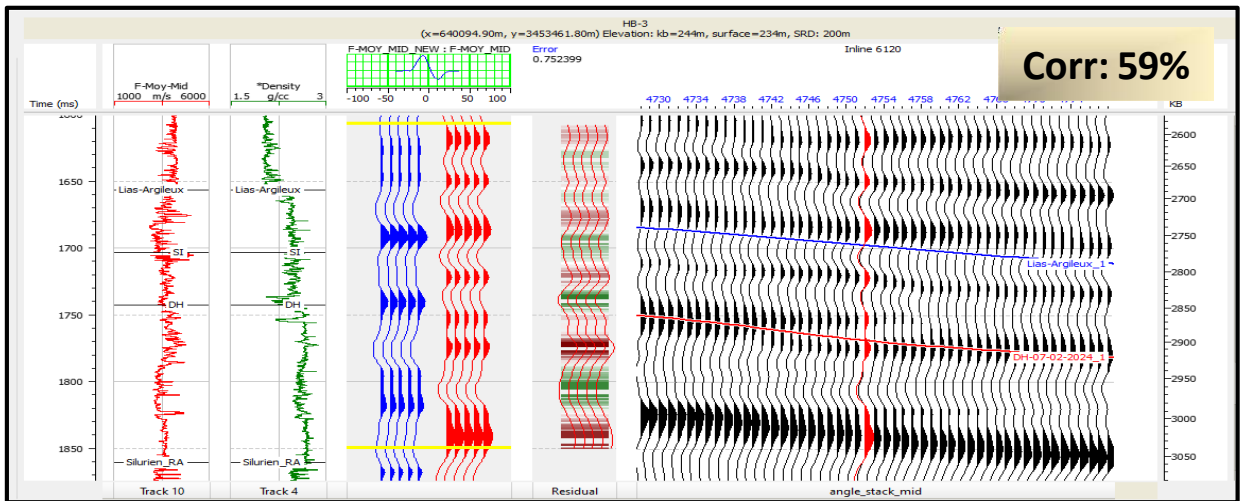 HB-3
(x=640094.90m, y=3453461.80m) Elevation: kb=244m, surface=234m, SRD: 200m
Corr: 59%
F-MOY_MID_NEW : F-MOY_MID
Error
0.752399
Inline 6120
F-Moy-Mid
1000 m/s 6000
*Density
1.5 g/cc 3
-100 -50 0 50 100
Time (ms)
4730 4734 4738 4742 4746 4750 4754 4758 4762
KB
1650
1700
1750
1800
1850
Lias-Argileux
SI
DH
Silurien_RA
Lias-Argileux
SI
DH
Silurien_RA
Lias-Argileux_1
DH-07-02-2024_1
2600
2650
2700
2750
2800
2850
2900
2950
3000
3050
Track 10
Track 4
Residual
angle_stack_mid